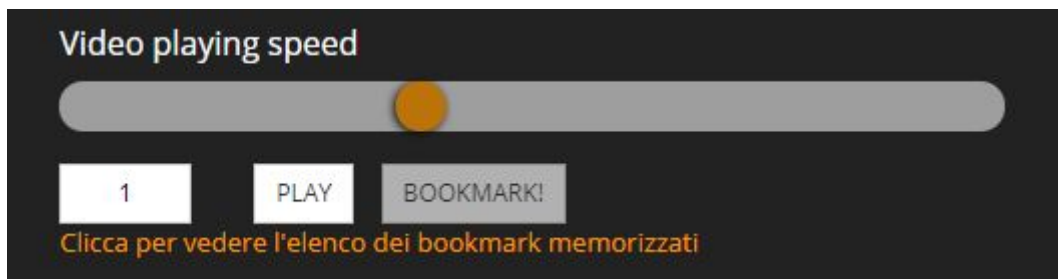 Video playing speed
1 PLAY BOOKMARK!
Clicca per vedere l'elenco dei bookmark memorizzati